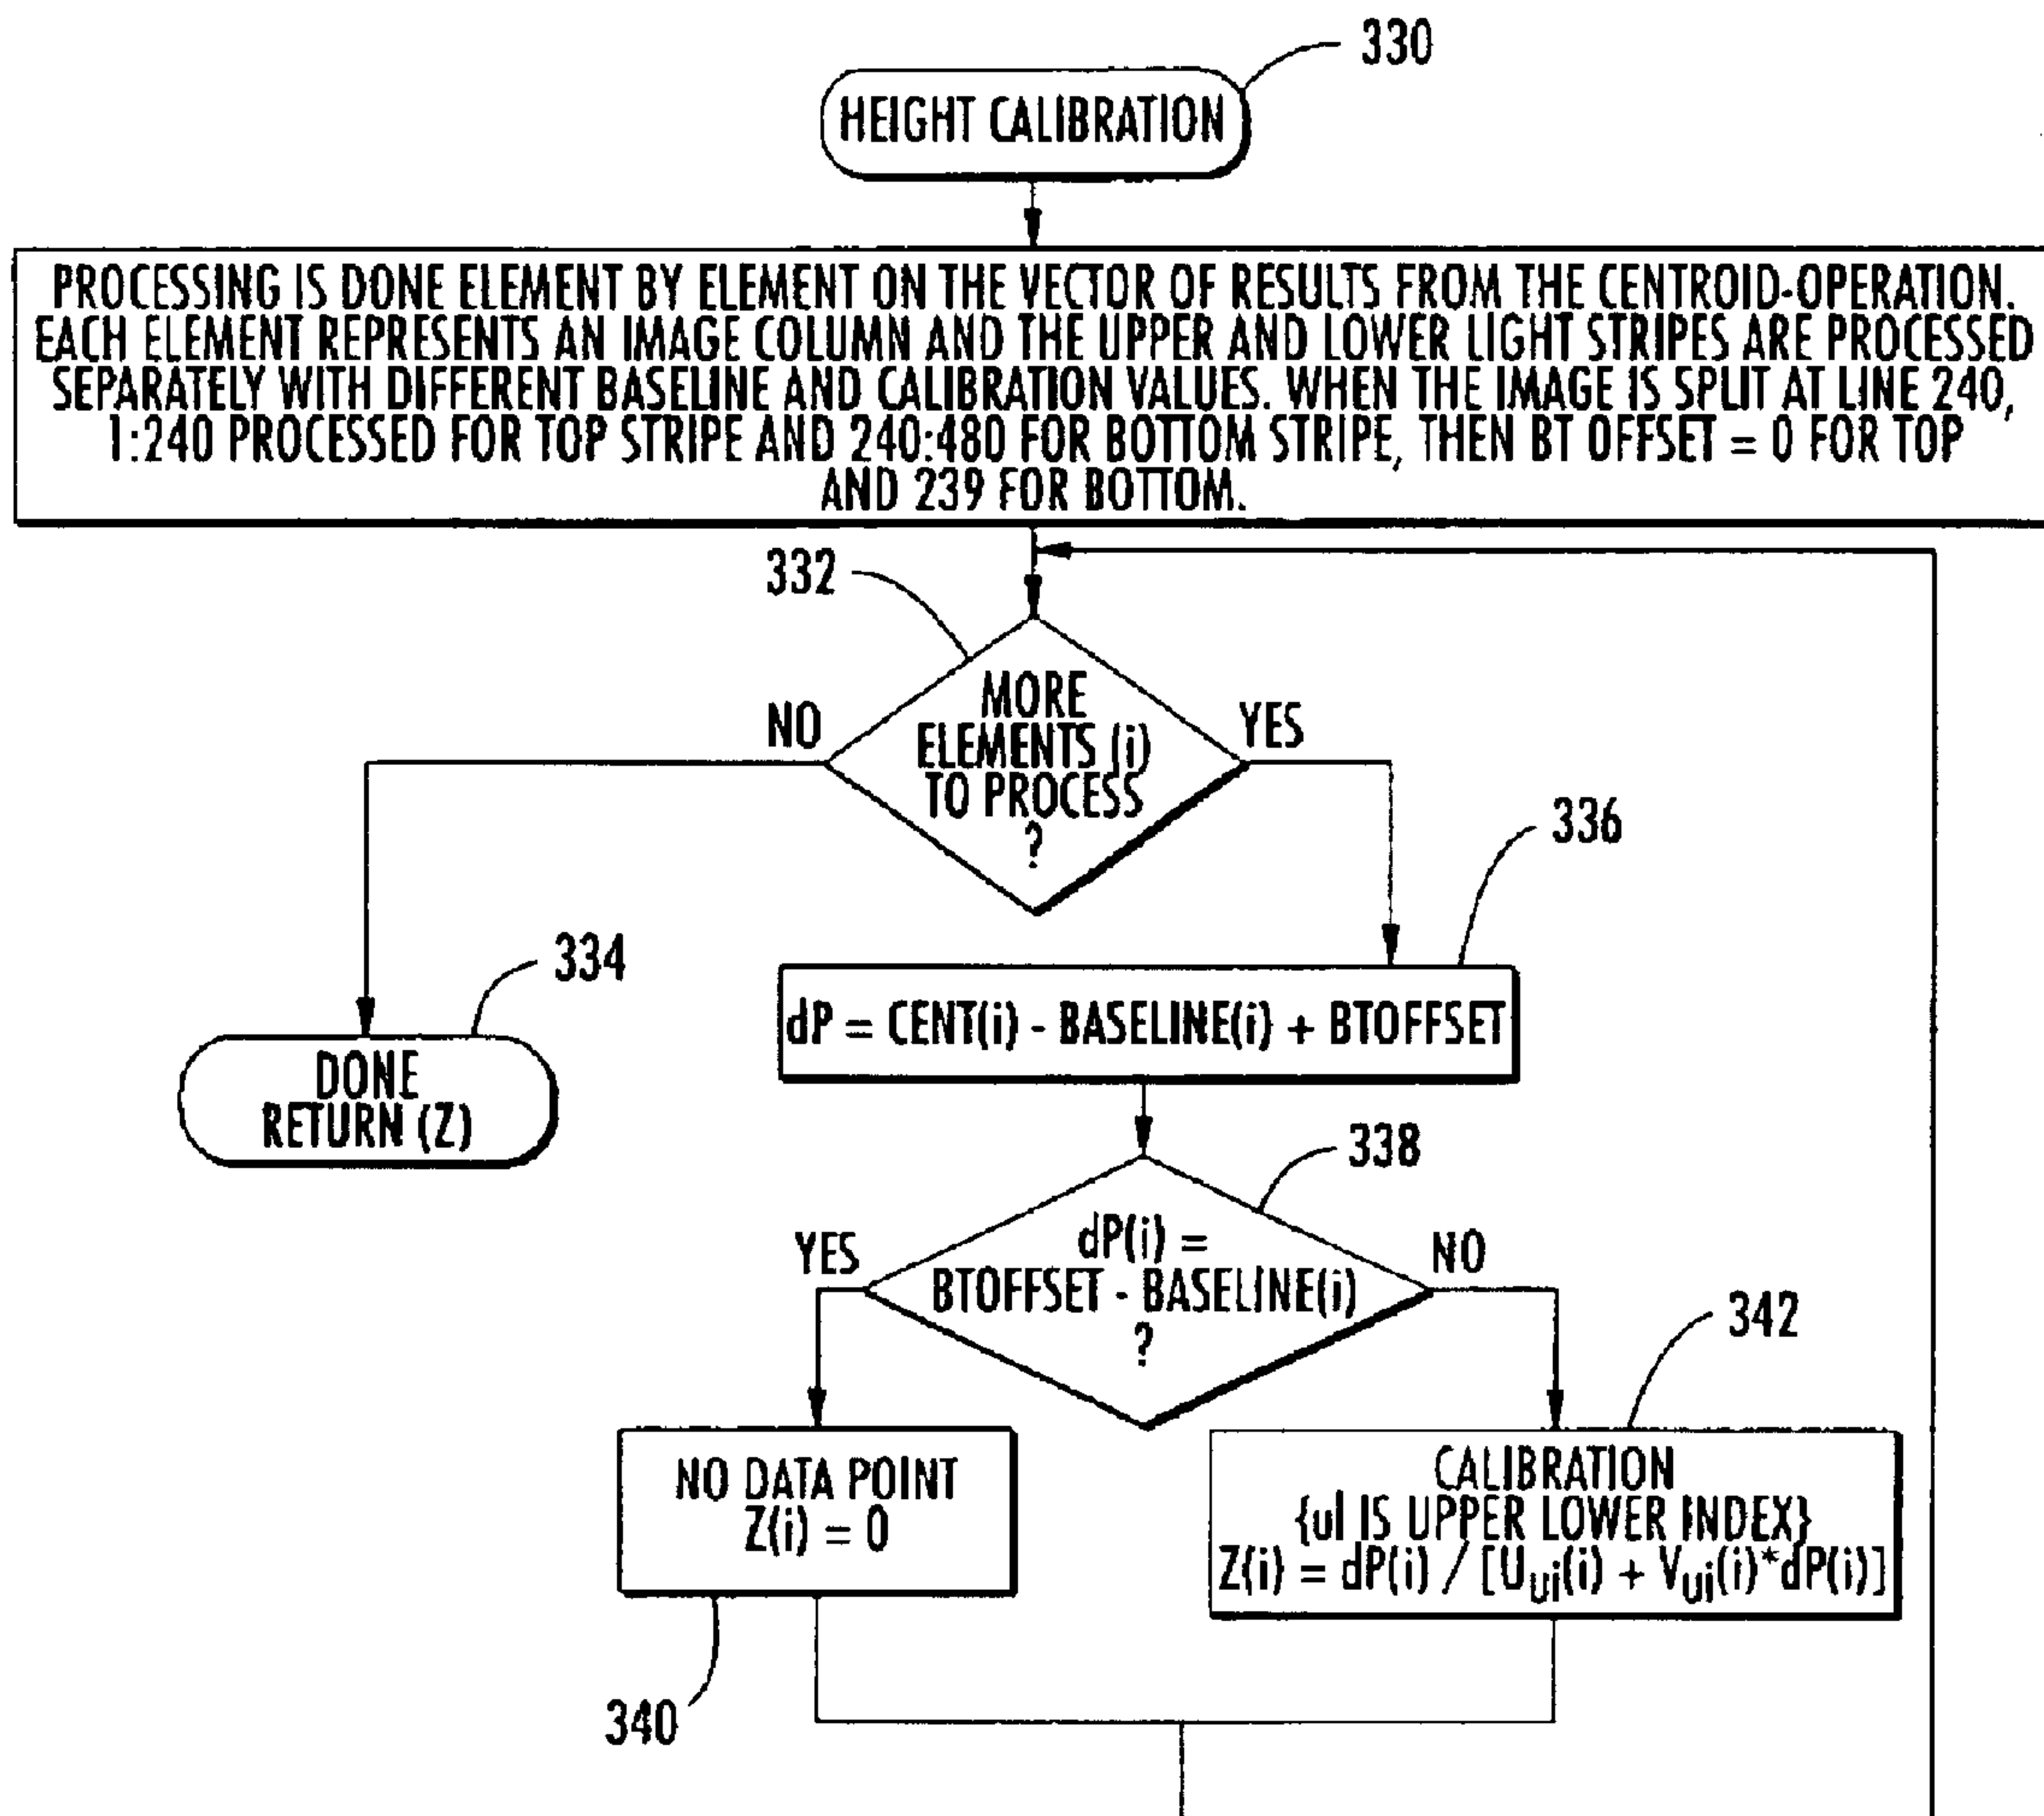 330
HEIGHT CALIBRATION
PROCESSING IS DONE ELEMENT BY ELEMENT ON THE VECTOR OF RESULTS FROM THE CENTROID-OPERATION.
EACH ELEMENT REPRESENTS AN IMAGE COLUMN AND THE UPPER AND LOWER LIGHT STRIPES ARE PROCESSED
SEPARATELY WITH DIFFERENT BASELINE AND CALIBRATION VALUES. WHEN THE IMAGE IS SPLIT AT LINE 240,
1:240 PROCESSED FOR TOP STRIPE AND 240:480 FOR BOTTOM STRIPE, THEN BT OFFSET = 0 FOR TOP
AND 239 FOR BOTTOM.
332
MORE
ELEMENTS (i)
TO PROCESS
?
NO
YES
336
334
dP = CENT(i) - BASELINE(i) + BTOFFSET
DONE
RETURN (Z)
338
dP(i) =
BTOFFSET - BASELINE(i)
?
YES
NO
342
NO DATA POINT
Z(i) = 0
CALIBRATION
{ul IS UPPER LOWER INDEX}
Z(i) = dP(i) / [Uui(i) + Vui(i)*dP(i)]
340